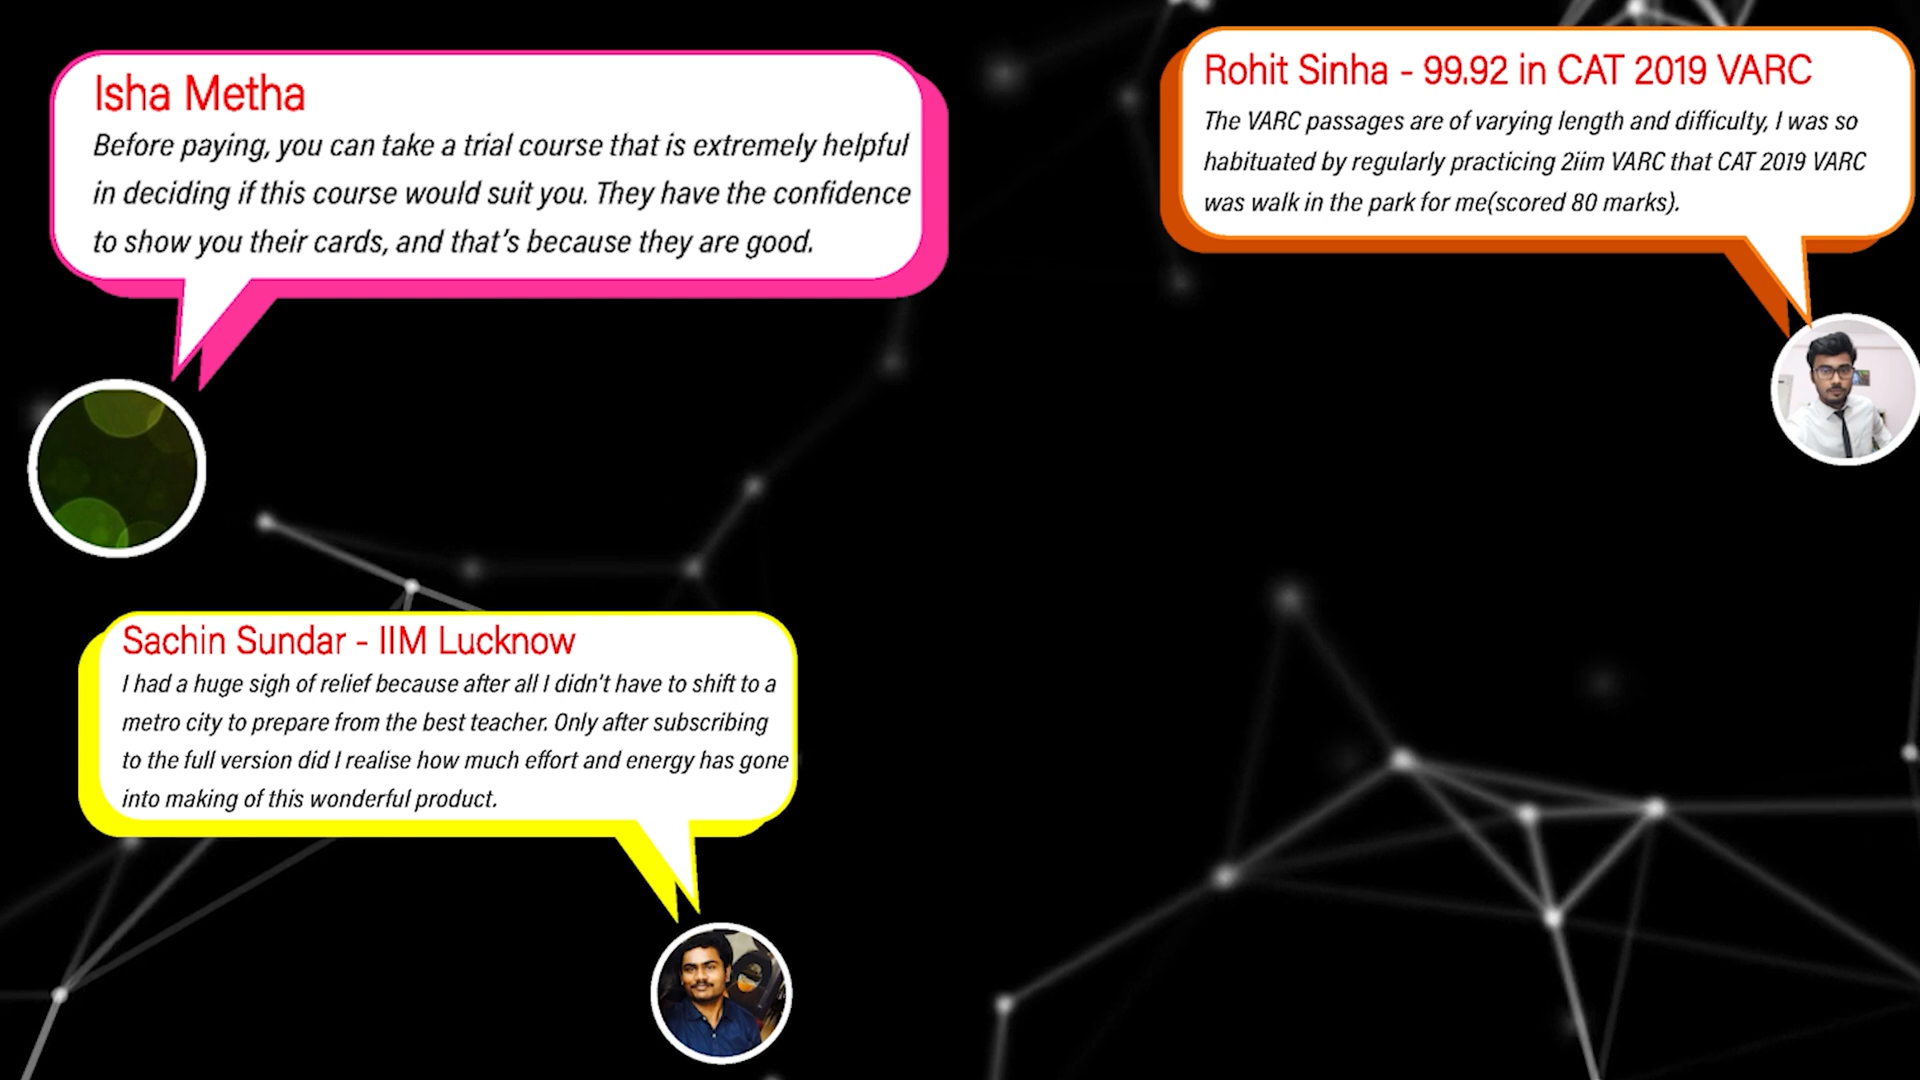 Isha Metha
Before paying, you can take a trial course that is extremely helpful
in deciding if this course would suit you. They have the confidence
to show you their cards, and that's because they are good.
Rohit Sinha - 99.92 in CAT 2019 VARC
The VARC passages are of varying length and difficulty, I was so
habituated by regularly practicing 2iim VARC that CAT 2019 VARC
was walk in the park for me(scored 80 marks).
Sachin Sundar - IIM Lucknow
I had a huge sigh of relief because after all I didn't have to shift to a
metro city to prepare from the best teacher. Only after subscribing
to the full version did I realise how much effort and energy has gone
into making of this wonderful product.